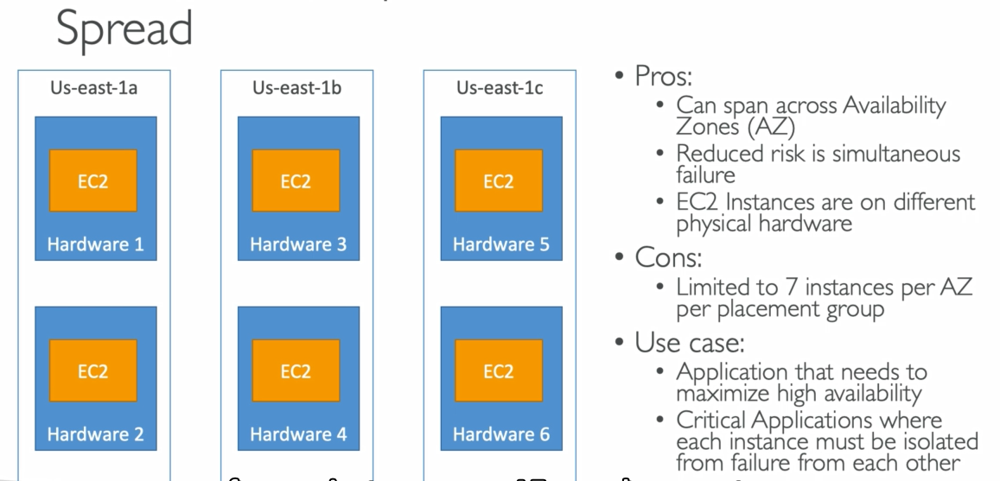 Spread
Us-east-1a
Us-east-1b
Us-east-1c
EC2
Hardware 1
EC2
Hardware 3
EC2
Hardware 5
EC2
Hardware 2
EC2
Hardware 4
EC2
Hardware 6
• Pros:
• Can span across Availability
Zones (AZ)
• Reduced risk is simultaneous
failure
• EC2 Instances are on different
physical hardware
• Cons:
• Limited to 7 instances per AZ
per placement group
• Use case:
• Application that needs to
maximize high availability
• Critical Applications where
each instance must be isolated
from failure from each other